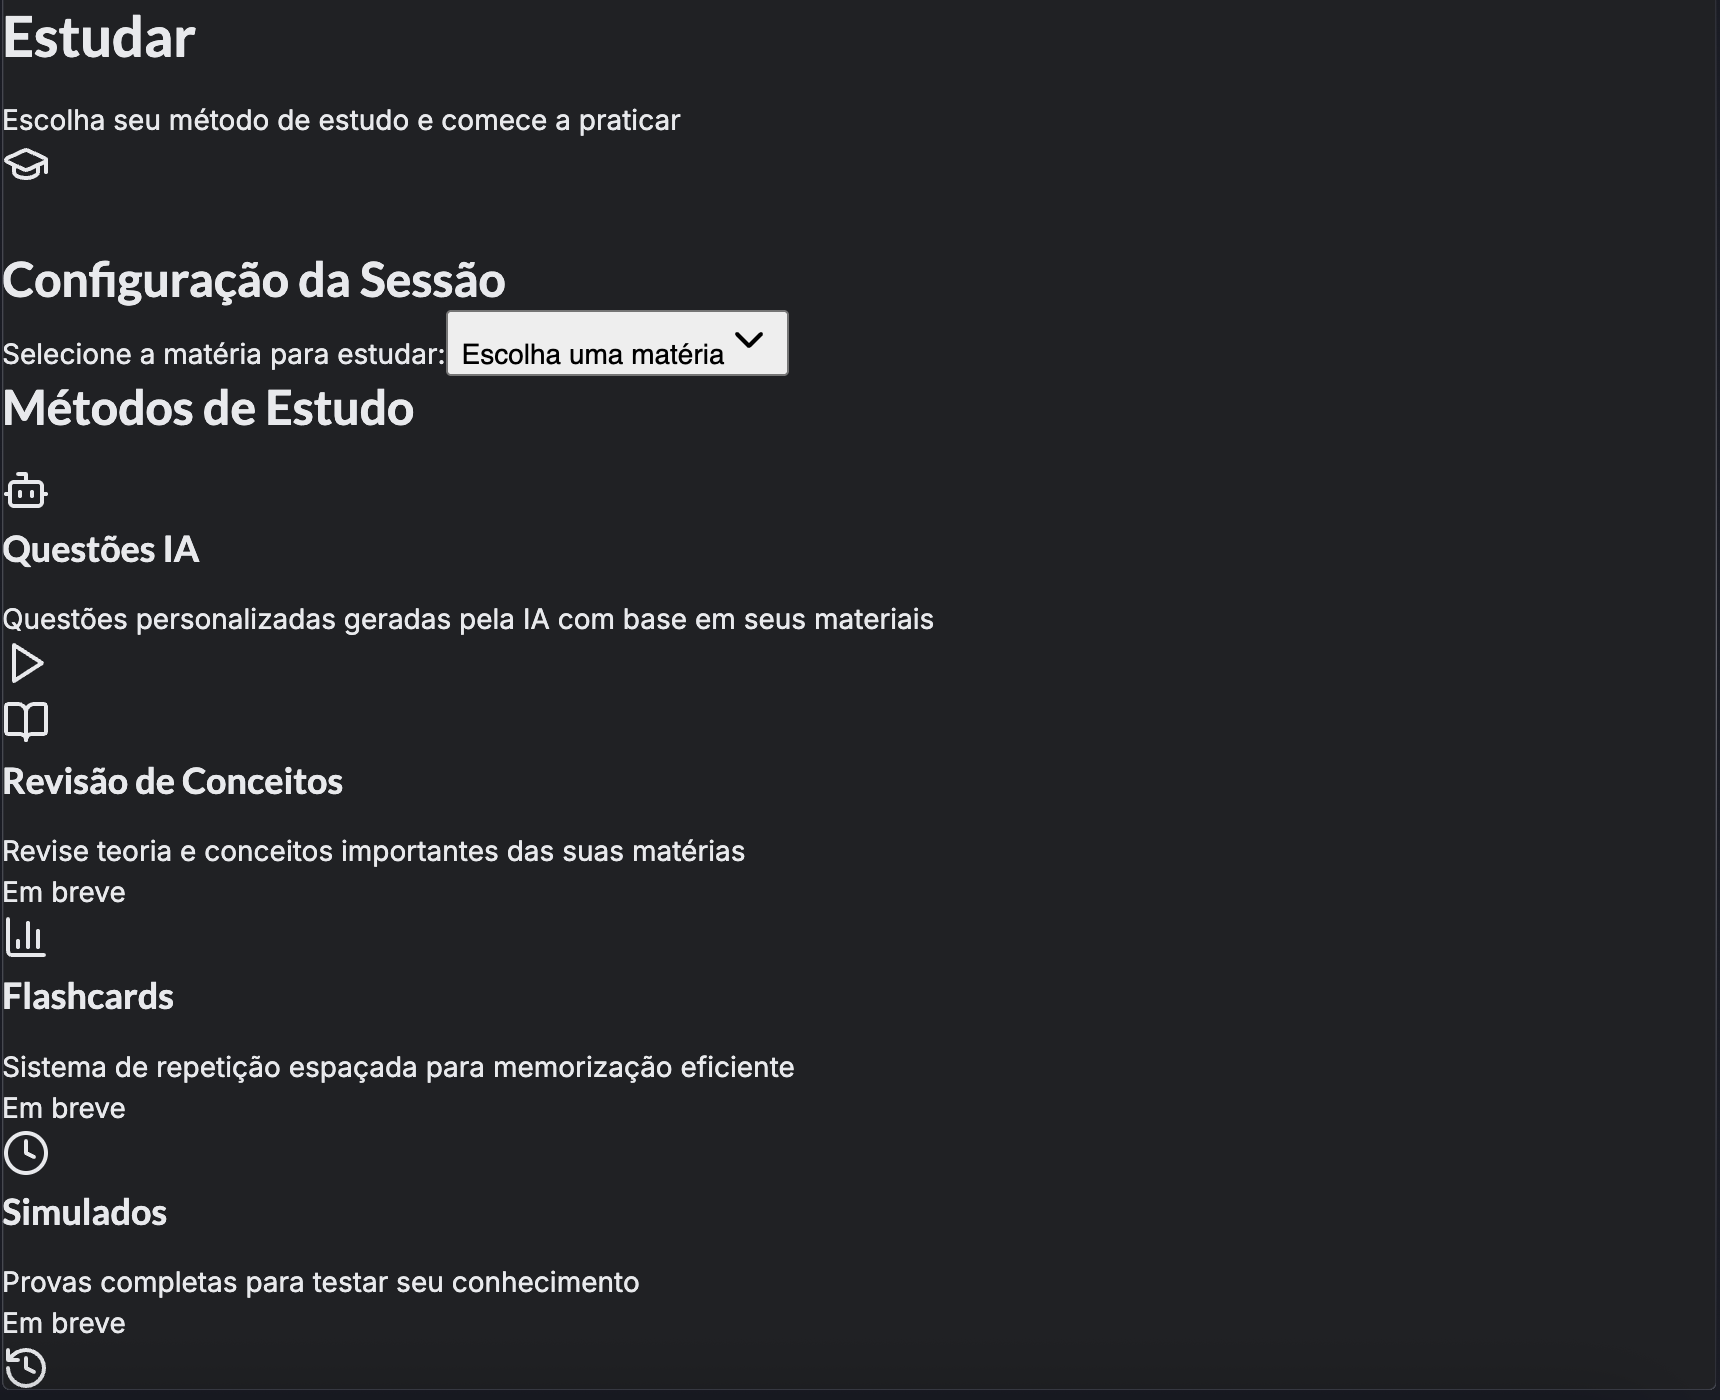 Estudar
Escolha seu método de estudo e comece a praticar
Configuração da Sessão
Selecione a matéria para estudar: Escolha uma matéria
Métodos de Estudo
Questões IA
Questões personalizadas geradas pela IA com base em seus materiais
Revisão de Conceitos
Revise teoria e conceitos importantes das suas matérias
Em breve
Flashcards
Sistema de repetição espaçada para memorização eficiente
Em breve
Simulados
Provas completas para testar seu conhecimento
Em breve